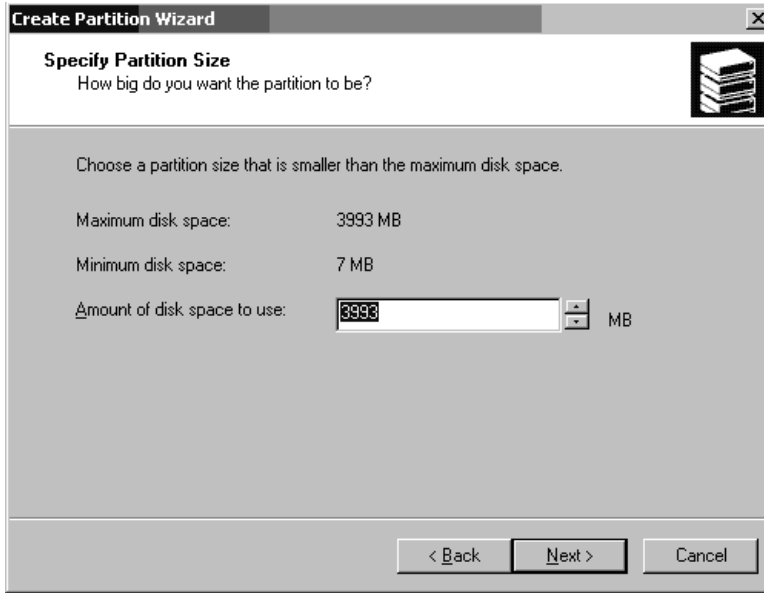 Create Partition Wizard
Specify Partition Size
How big do you want the partition to be?
Choose a partition size that is smaller than the maximum disk space.
Maximum disk space: 3993 MB
Minimum disk space: 7 MB
Amount of disk space to use: 3993 MB
< Back Next > Cancel